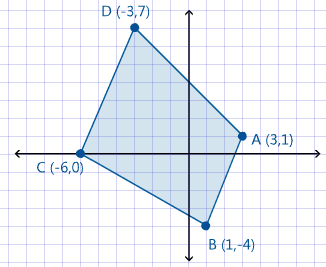 D (-3,7)
A (3,1)
C (-6,0)
B (1,-4)